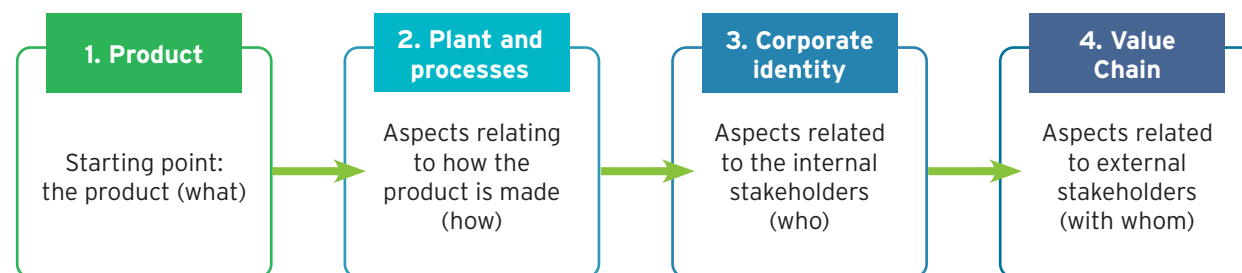 1. Product
Starting point:
the product (what)
2. Plant and
processes
Aspects relating
to how the
product is made
(how)
3. Corporate
identity
Aspects related
to the internal
stakeholders
(who)
4. Value
Chain
Aspects related
to external
stakeholders
(with whom)